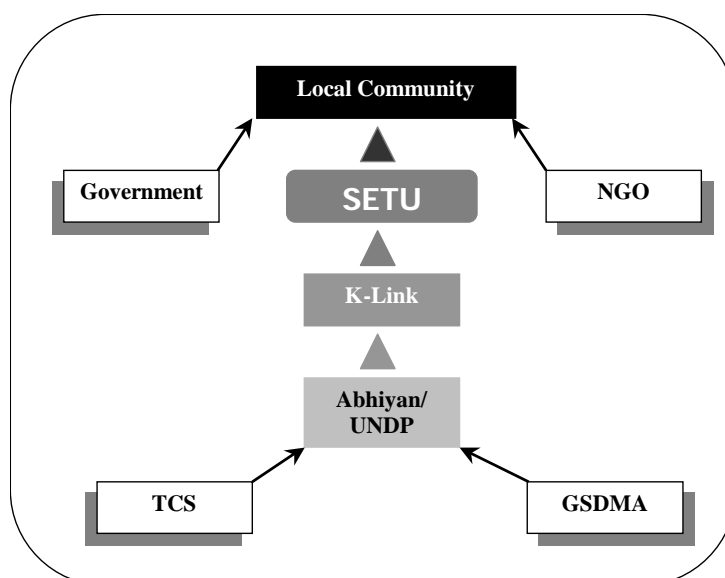 Local Community
Government
SETU
NGO
K-Link
Abhiyan/
UNDP
TCS
GSDMA